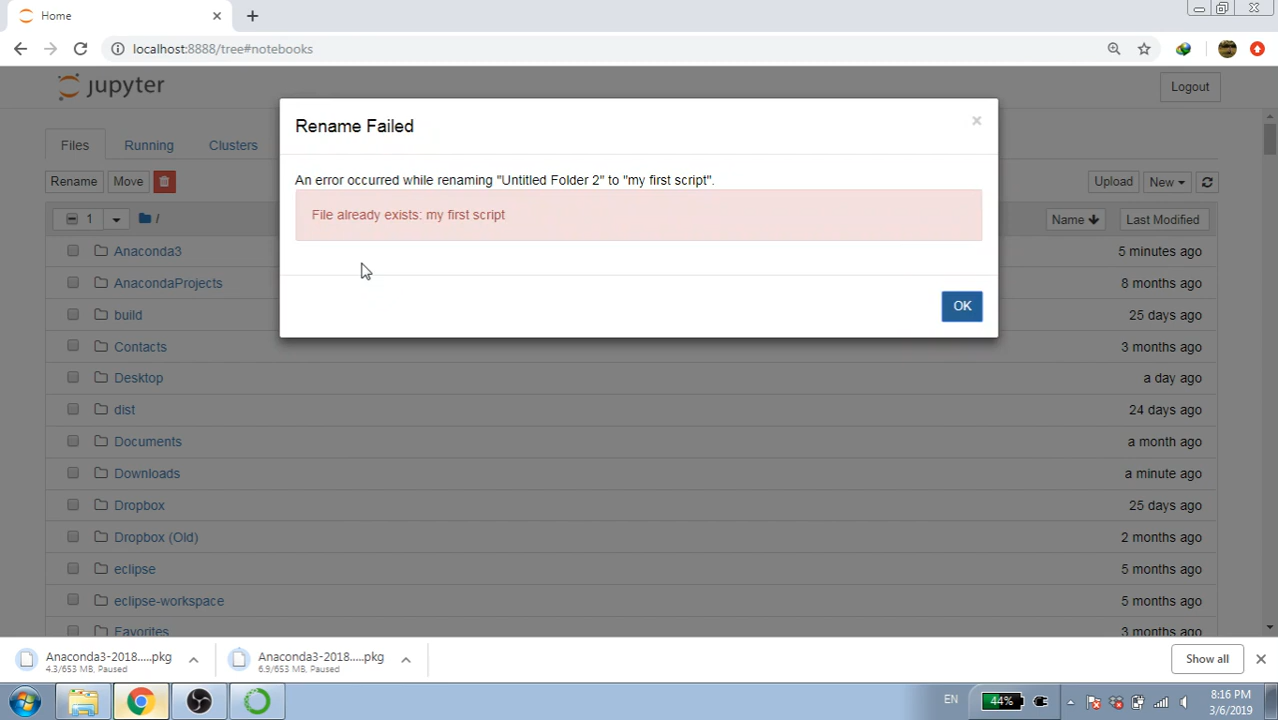 Home
localhost:8888/tree#notebooks
jupyter
Logout
Rename Failed
×
Files
Running
Clusters
An error occurred while renaming "Untitled Folder 2" to "my first script".
File already exists: my first script
OK
Rename
Move
Upload
New
1
/
Name
Last Modified
Anaconda3
5 minutes ago
AnacondaProjects
8 months ago
build
25 days ago
Contacts
3 months ago
Desktop
a day ago
dist
24 days ago
Documents
a month ago
Downloads
a minute ago
Dropbox
25 days ago
Dropbox (Old)
2 months ago
eclipse
5 months ago
eclipse-workspace
5 months ago
Favorites
3 months ago
Anaconda3-2018.....pkg
4.3/653 MB, Paused
Anaconda3-2018.....pkg
6.9/653 MB, Paused
Show all
EN
44%
8:16 PM
3/6/2019